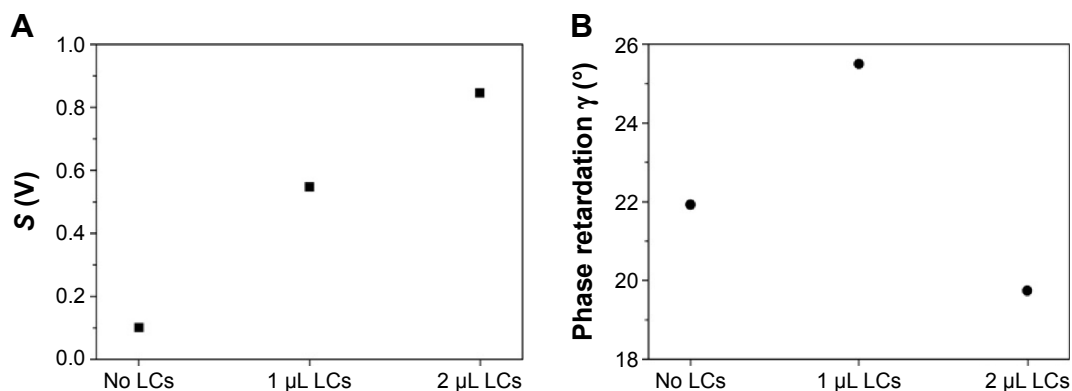 A
1.0
0.8
0.6
0.4
0.2
0.0
S (V)
No LCs
1 µL LCs
2 µL LCs
B
26
24
22
20
18
Phase retardation γ (°)
No LCs
1 µL LCs
2 µL LCs